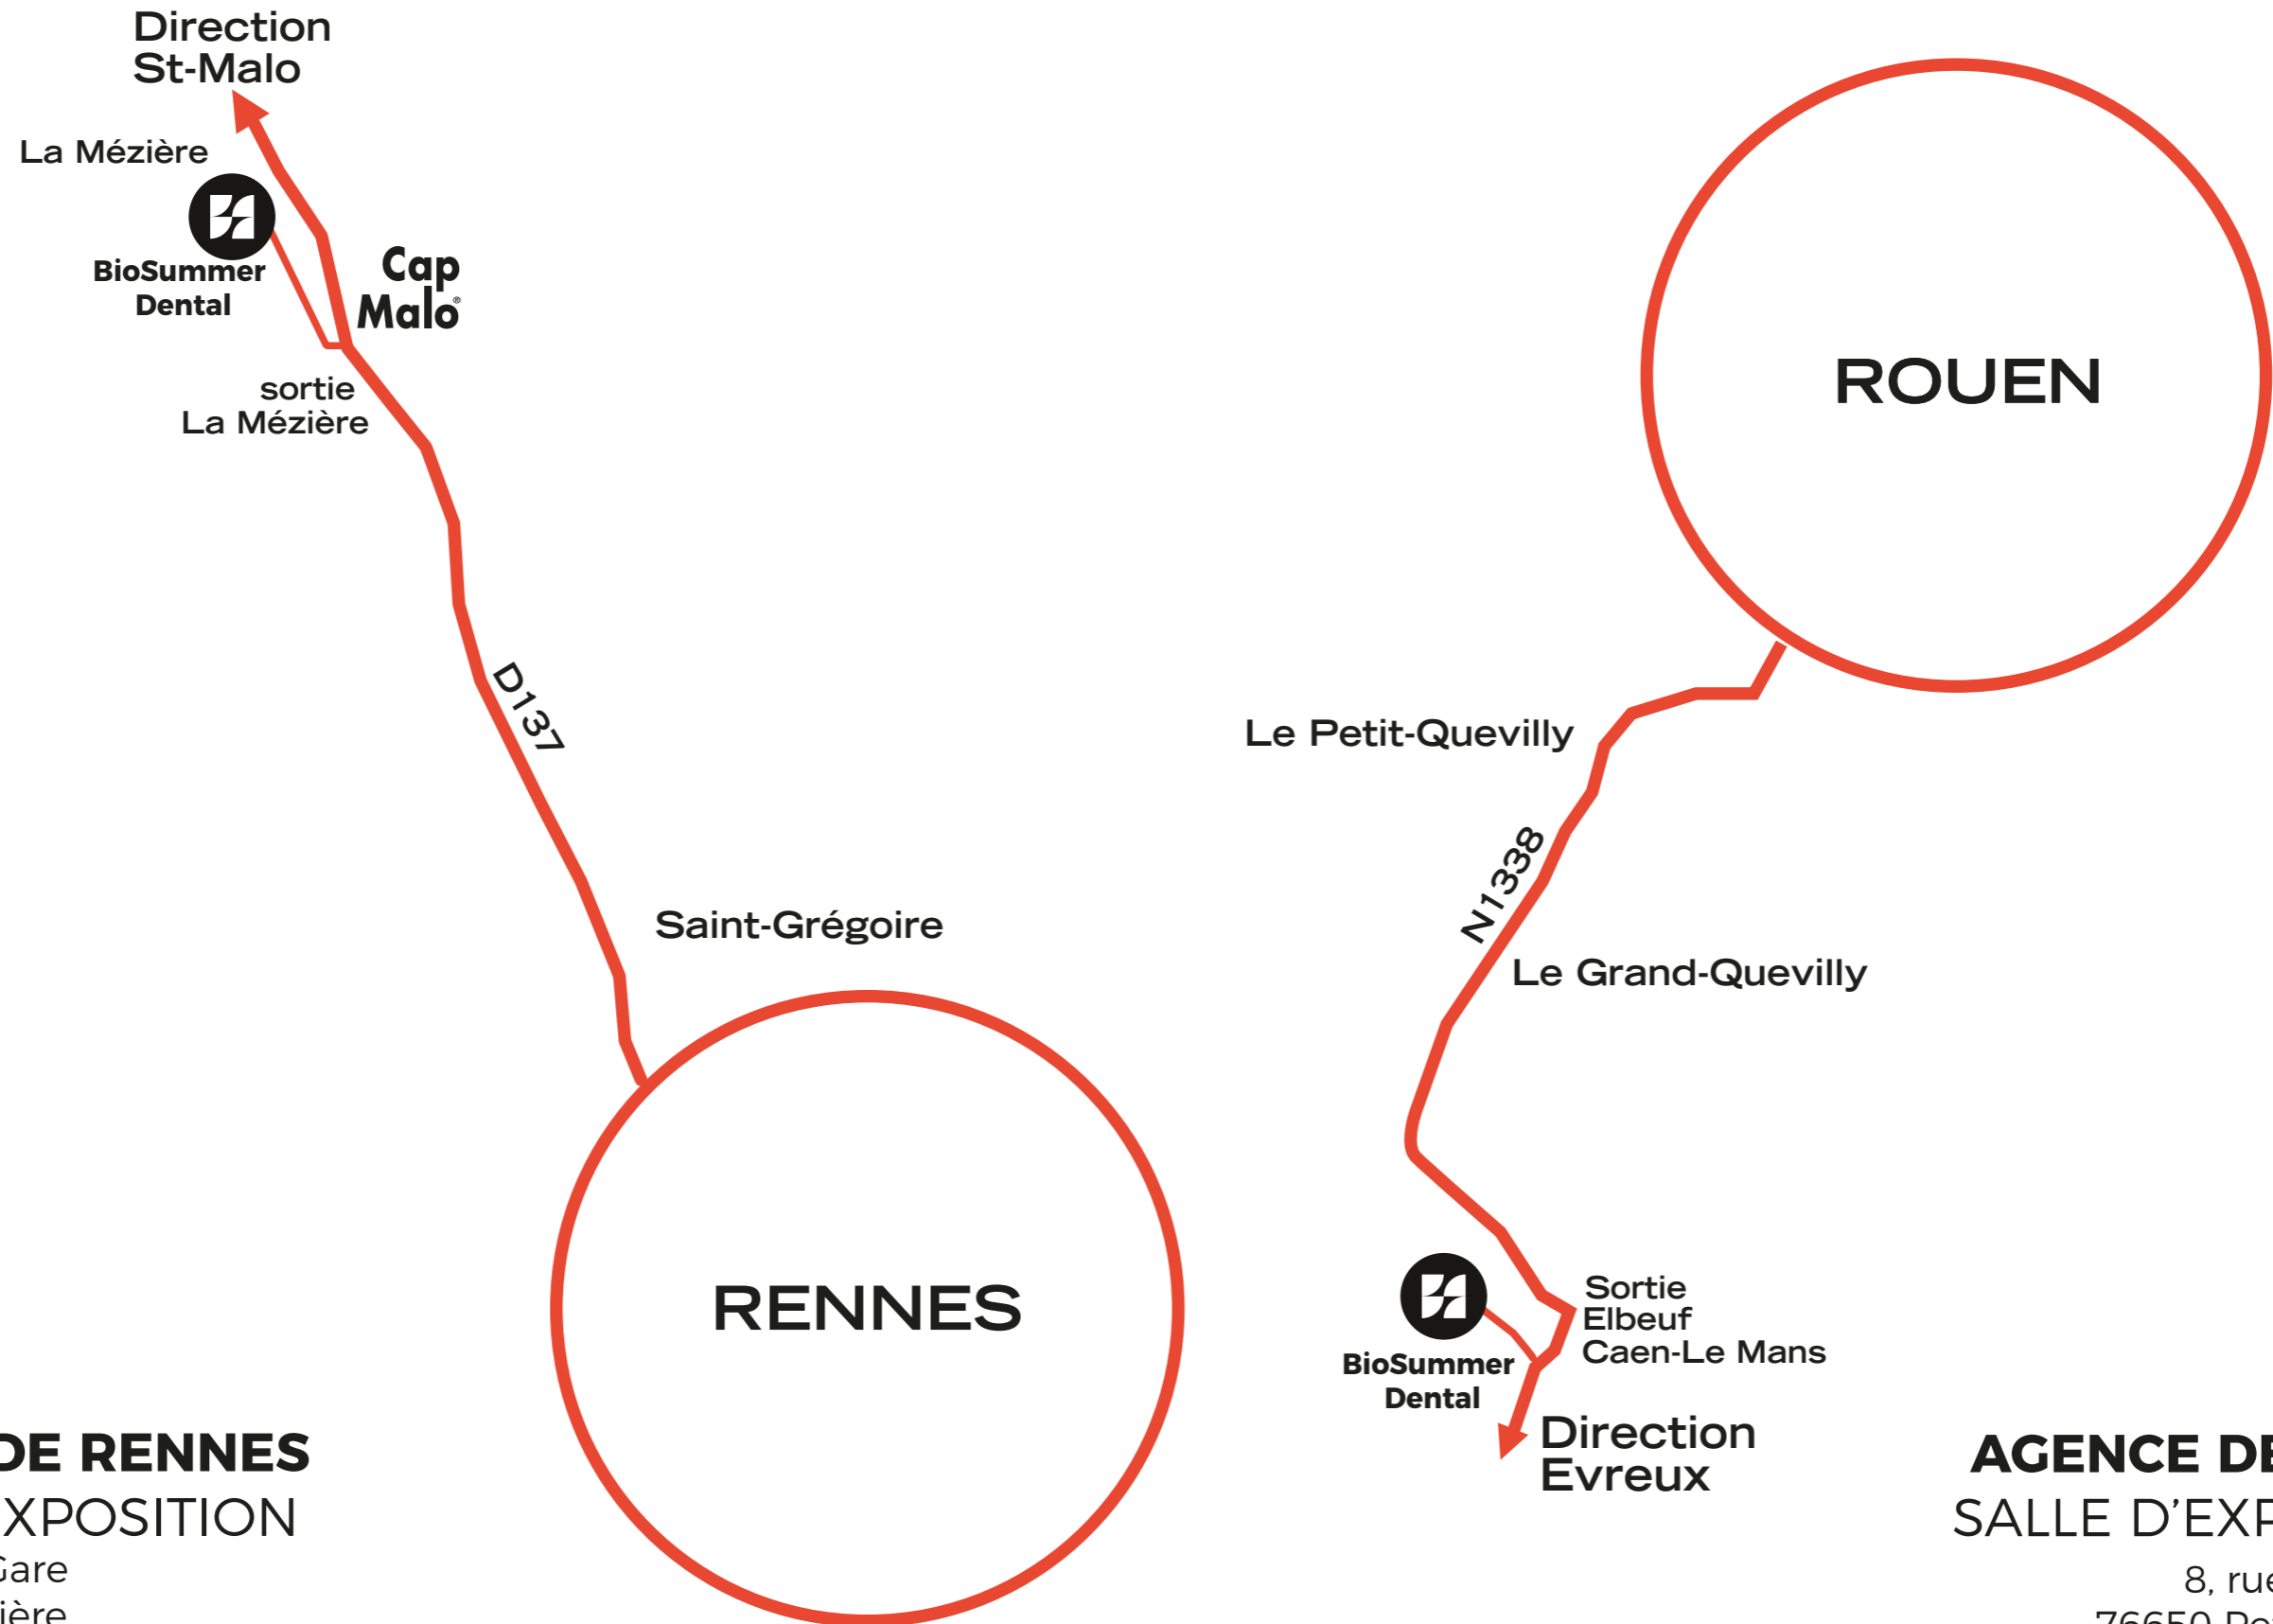 Direction
St-Malo
La Mézière
BioSummer
Dental
Cap
Malo®
sortie
La Mézière
D137
Saint-Grégoire
RENNES
DE RENNES
XPOSITION
Gare
ière
ROUEN
Le Petit-Quevilly
N1338
Le Grand-Quevilly
BioSummer
Dental
Sortie
Elbeuf
Caen-Le Mans
Direction
Evreux
AGENCE DE
SALLE D'EXP
8, rue
76650 Pet